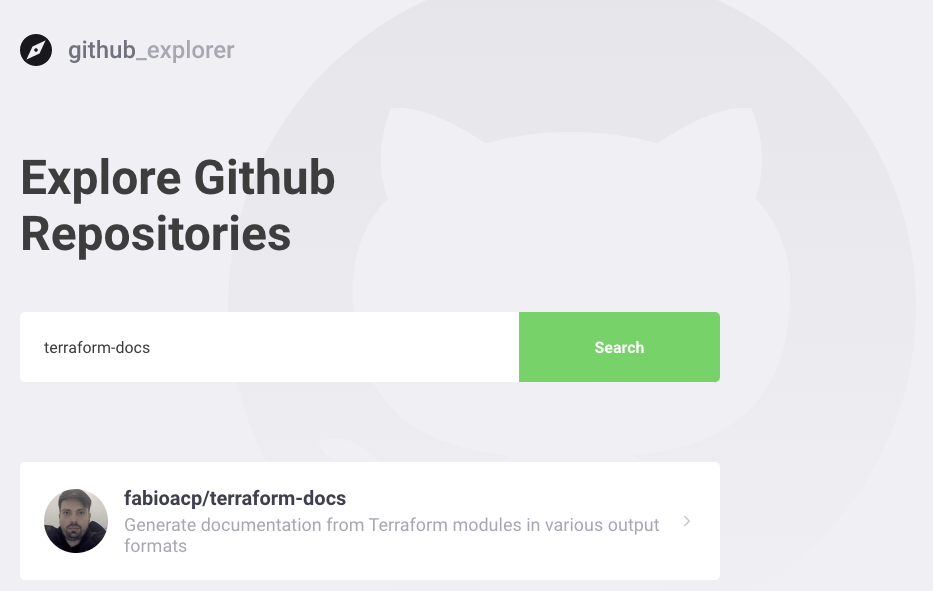 github_explorer
Explore Github
Repositories
terraform-docs
Search
fabioacp/terraform-docs
Generate documentation from Terraform modules in various output
formats